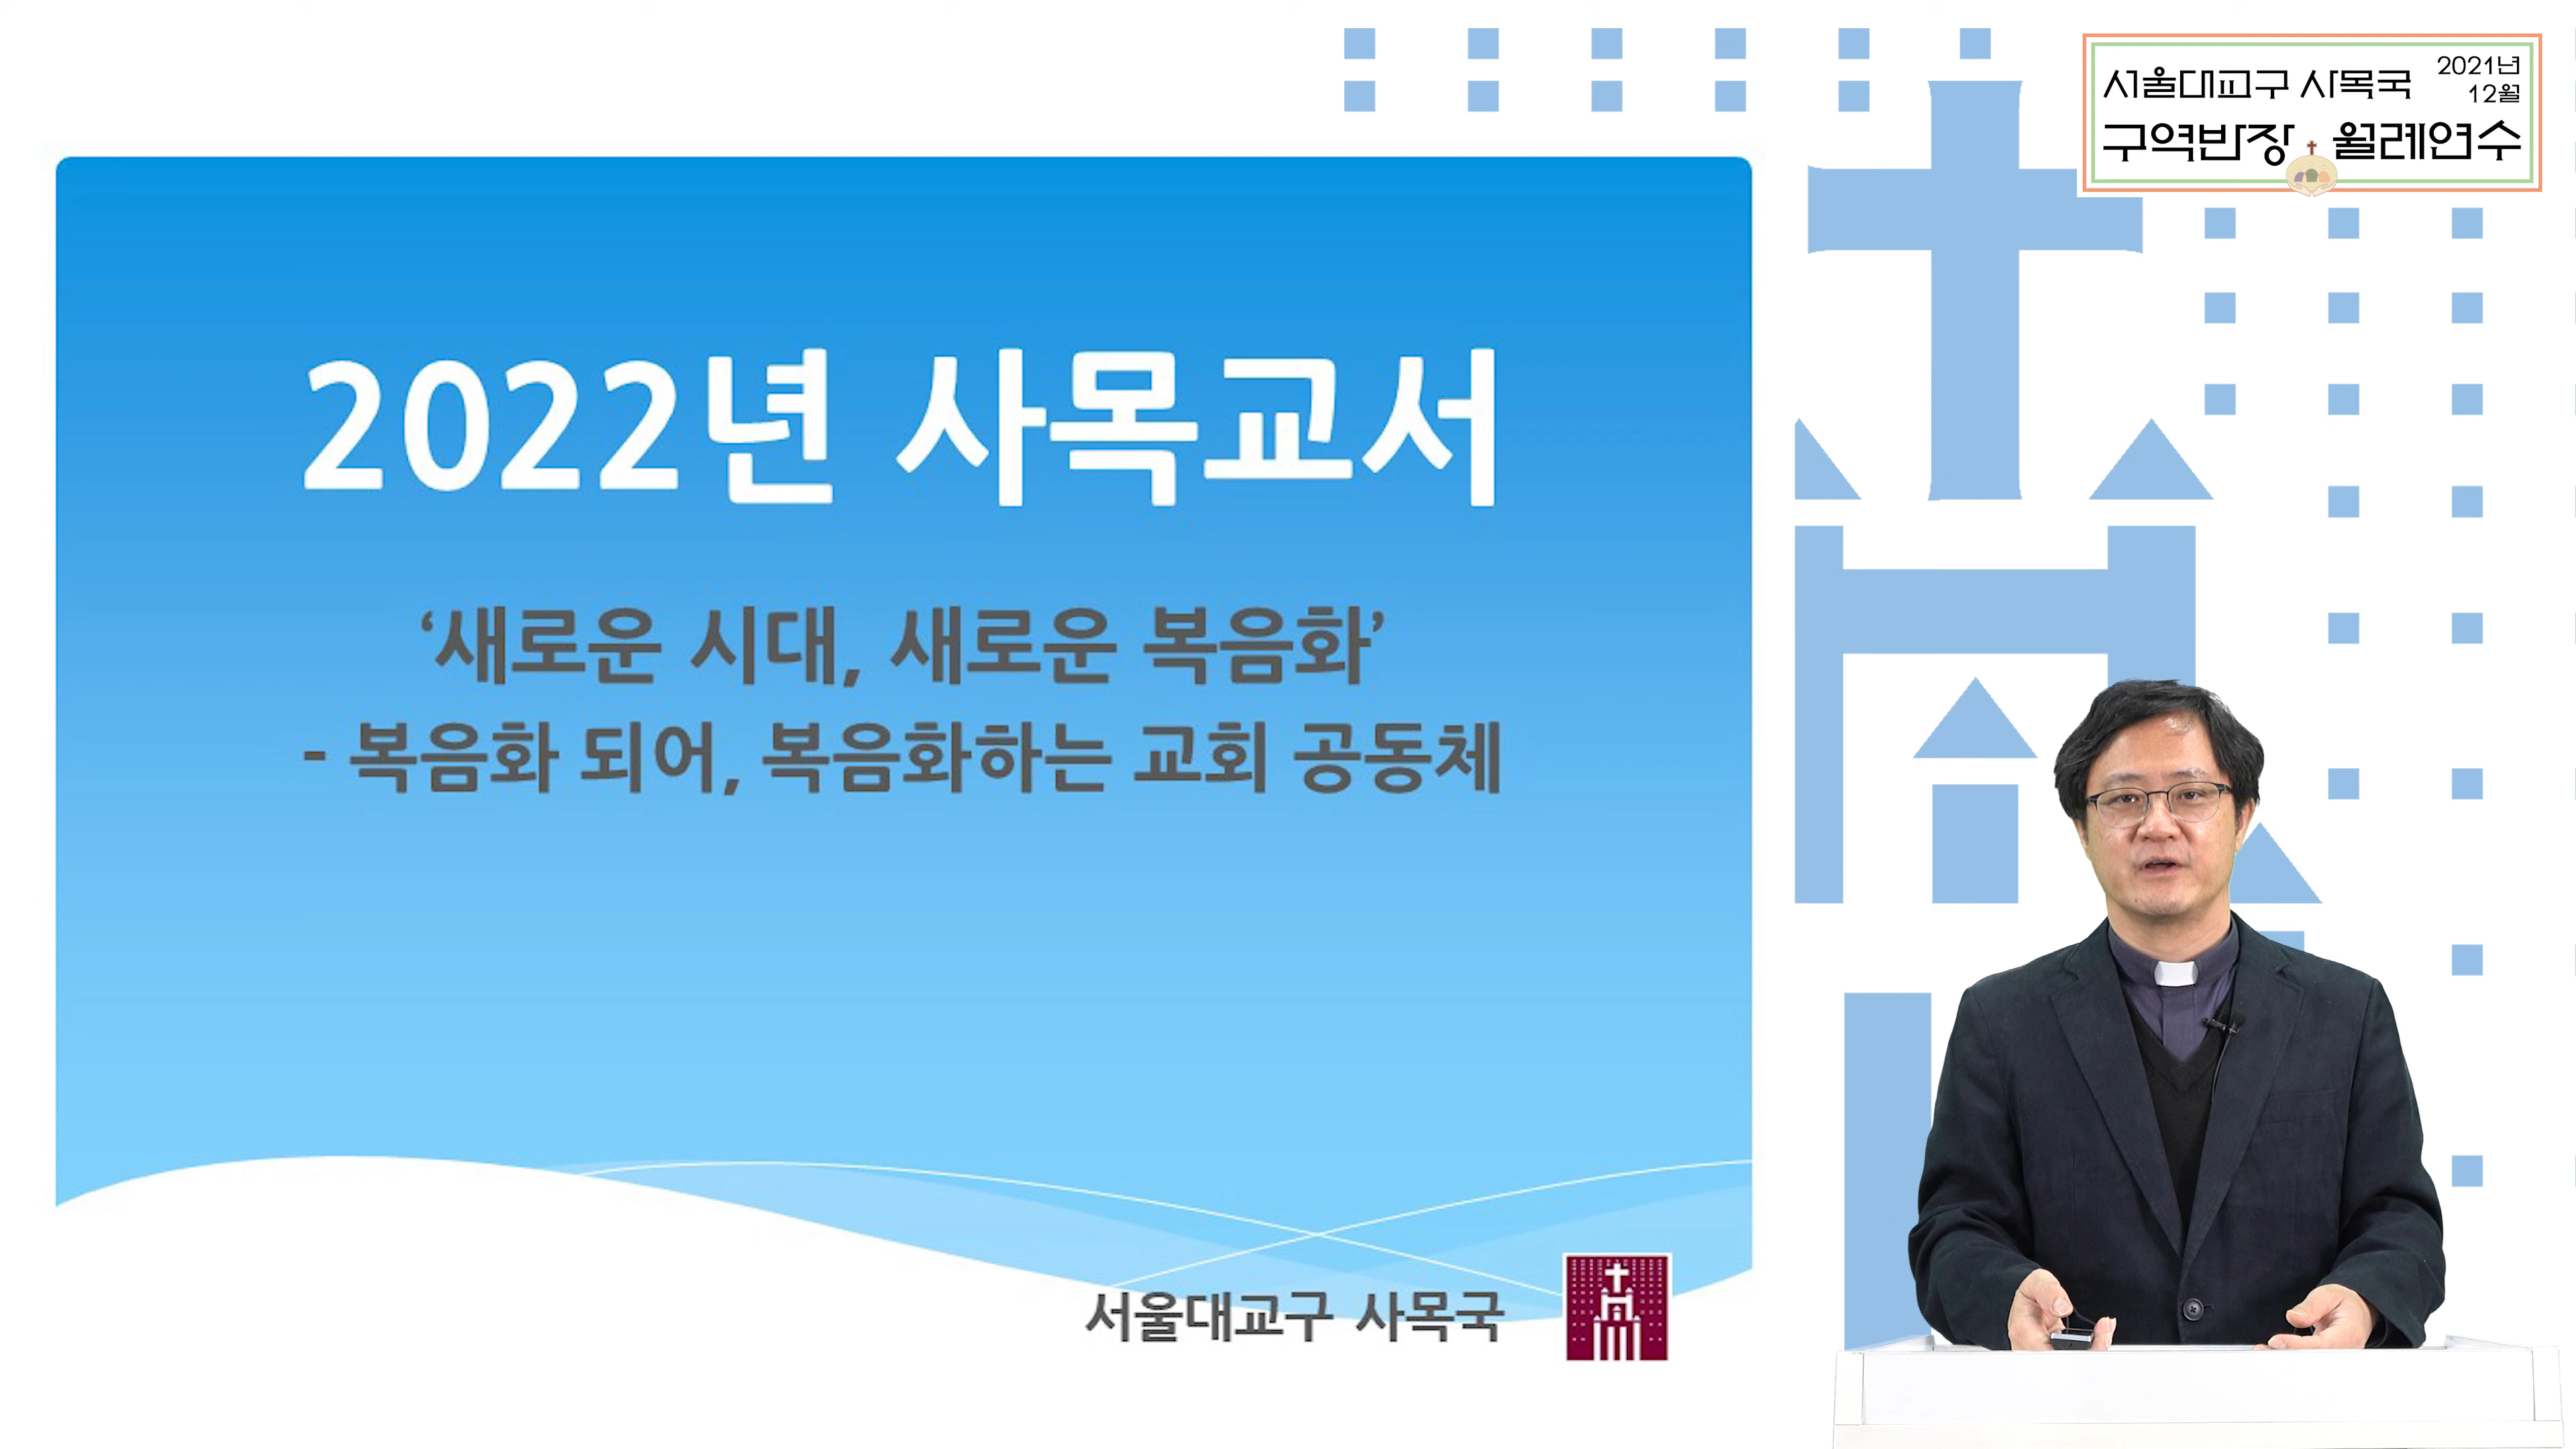 서울대교구 사목국 2021년 12월
구역반장 월례연수
2022년 사목교서
‘새로운 시대, 새로운 복음화’
- 복음화 되어, 복음화하는 교회 공동체
서울대교구 사목국